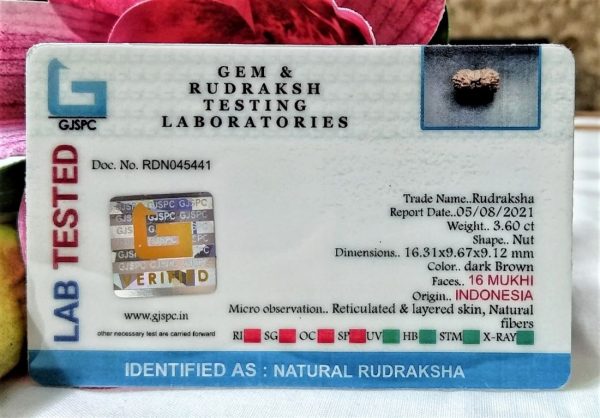 GEM &
RUDRAKSH
TESTING
LABORATORIES
GJSPC
LAB TESTED
Doc. No. RDN045441
Trade Name..Rudraksha
Report Date..05/08/2021
Weight.. 3.60 ct
Shape.. Nut
Dimensions.. 16.31x9.67x9.12 mm
Color.. dark Brown
Faces.. 16 MUKHI
Origin.. INDONESIA
Micro observation.. Reticulated & layered skin, Natural
fibers
GJSPC
VERIFIED
www.gjspc.in
other necessary test are carried forward
RI SG OC SP UV HB STM X-RAY
IDENTIFIED AS : NATURAL RUDRAKSHA